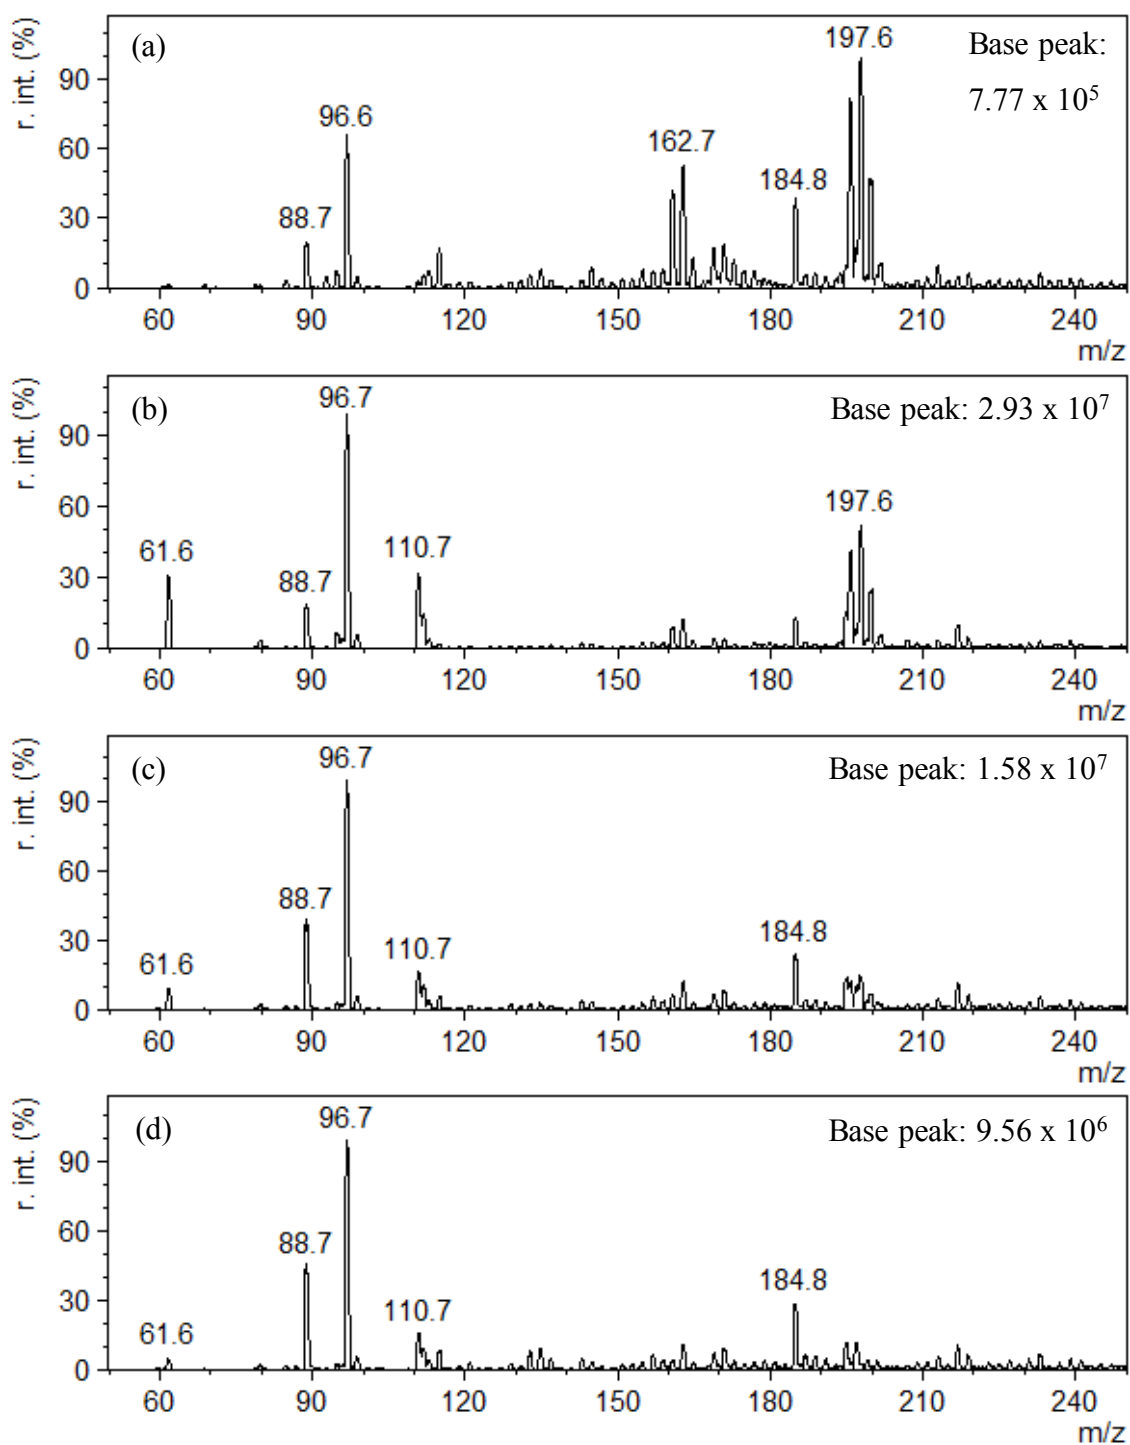 (a)
Base peak:
7.77 x 10⁵
r. int. (%)
90
60
30
0
88.7
96.6
162.7
184.8
197.6
60 90 120 150 180 210 240
m/z
(b)
Base peak: 2.93 x 10⁷
r. int. (%)
90
60
30
0
61.6
88.7
96.7
110.7
197.6
60 90 120 150 180 210 240
m/z
(c)
Base peak: 1.58 x 10⁷
r. int. (%)
90
60
30
0
61.6
88.7
96.7
110.7
184.8
60 90 120 150 180 210 240
m/z
(d)
Base peak: 9.56 x 10⁶
r. int. (%)
90
60
30
0
61.6
88.7
96.7
110.7
184.8
60 90 120 150 180 210 240
m/z